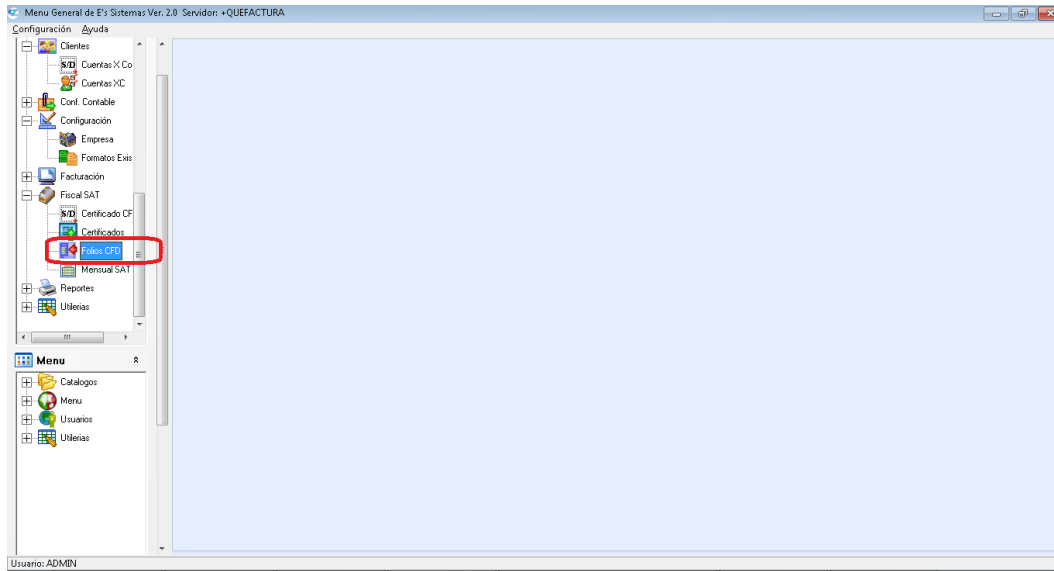 Menu General de E's Sistemas Ver. 2.0 Servidor: +QUEFACTURA
Configuración Ayuda
Clientes
S/D Cuentas X Co
Cuentas XC
Conf. Contable
Configuración
Empresa
Formatos Exis
Facturación
Fiscal SAT
S/D Certificado CF
Certificados
Folios CFD
Mensual SAT
Reportes
Utilerias
Menu
Catalogos
Menu
Usuarios
Utilerias
Usuario: ADMIN